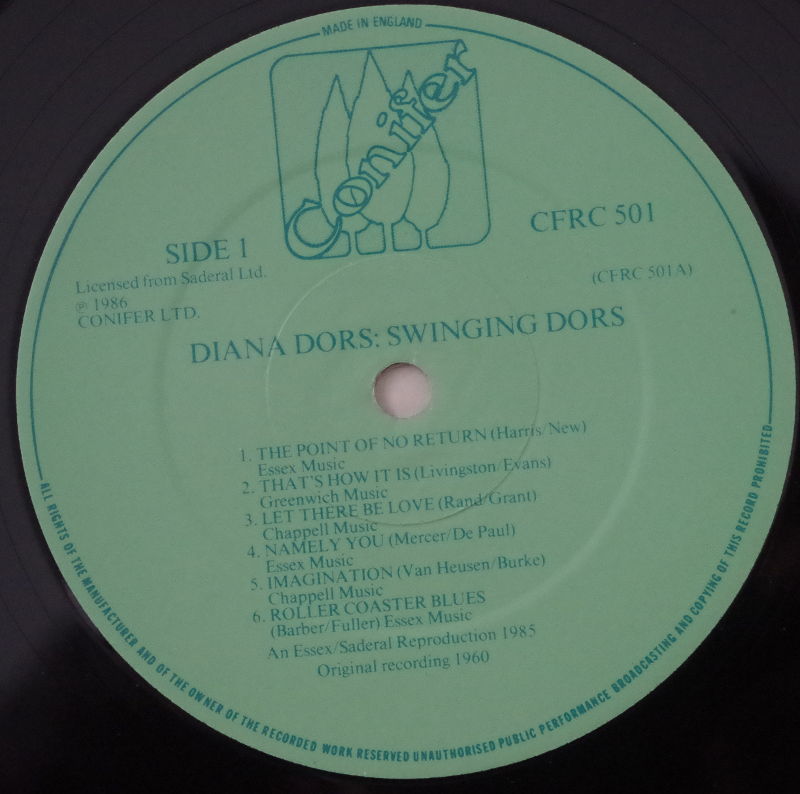 MADE IN ENGLAND
Conifer
SIDE 1
CFRC 501
Licensed from Saderal Ltd.
℗ 1986
CONIFER LTD.
(CFRC 501A)
DIANA DORS: SWINGING DORS
1. THE POINT OF NO RETURN (Harris/New)
Essex Music
2. THAT'S HOW IT IS (Livingston/Evans)
Greenwich Music
3. LET THERE BE LOVE (Rand/Grant)
Chappell Music
4. NAMELY YOU (Mercer/De Paul)
Essex Music
5. IMAGINATION (Van Heusen/Burke)
Chappell Music
6. ROLLER COASTER BLUES
(Barber/Fuller) Essex Music
An Essex/Saderal Reproduction 1985
Original recording 1960
ALL RIGHTS OF THE MANUFACTURER AND OF THE OWNER OF THE RECORDED WORK RESERVED UNAUTHORISED PUBLIC PERFORMANCE BROADCASTING AND COPYING OF THIS RECORD PROHIBITED